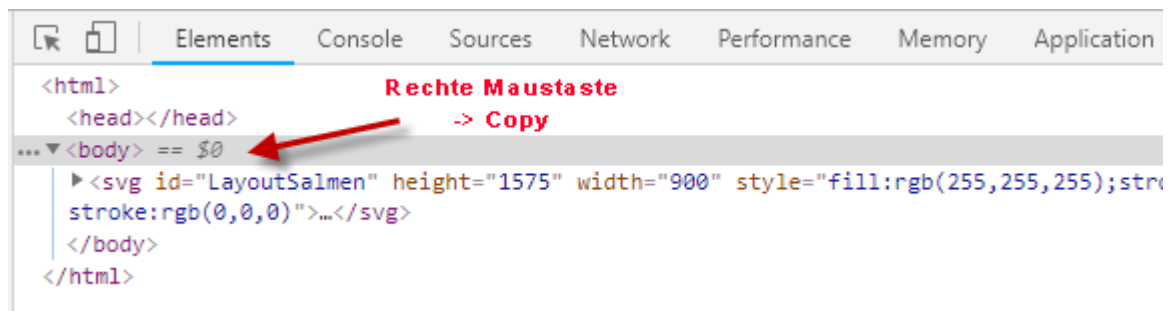 Elements Console Sources Network Performance Memory Application
<html>
Rechte Maustaste
<head></head>
-> Copy
... ▼<body> == $0
▶<svg id="LayoutSalmen" height="1575" width="900" style="fill:rgb(255,255,255);stro
stroke:rgb(0,0,0)">…</svg>
</body>
</html>